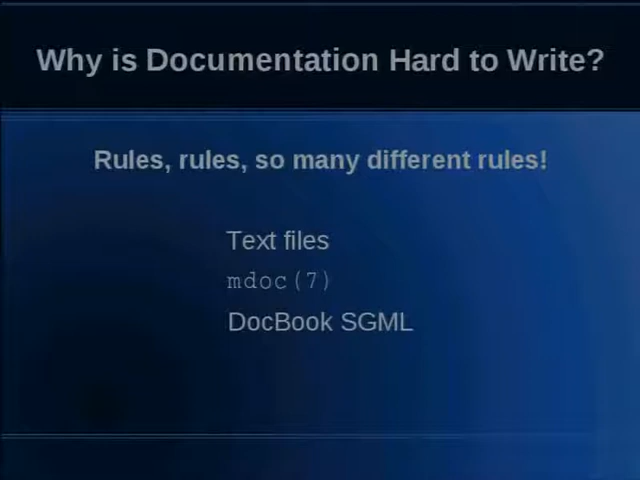 Why is Documentation Hard to Write?
Rules, rules, so many different rules!
Text files
mdoc(7)
DocBook SGML